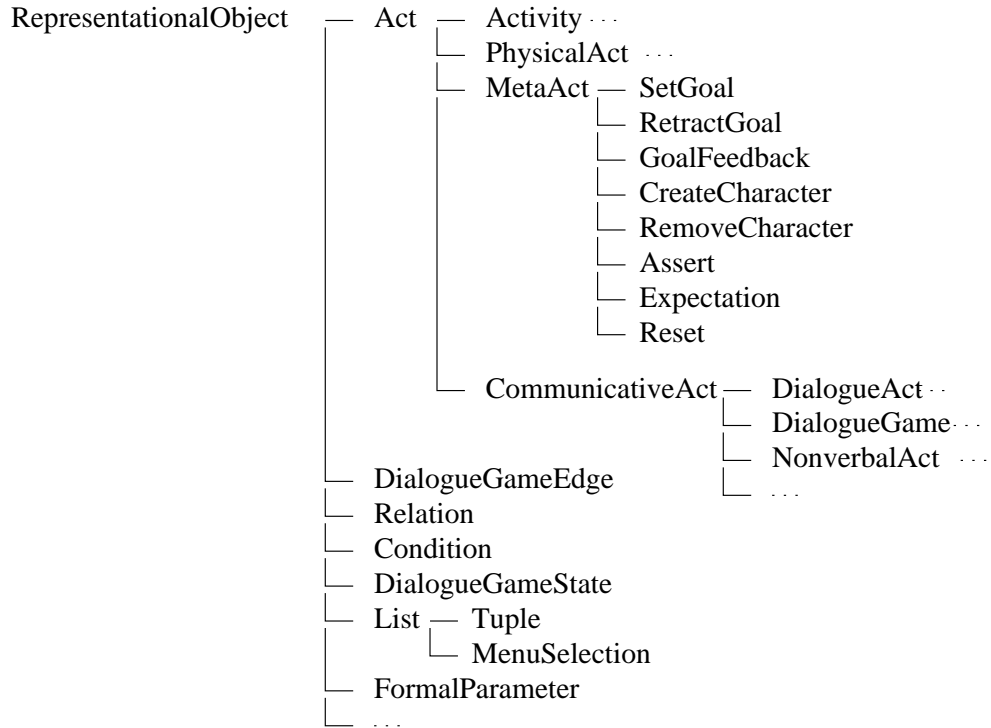 RepresentationalObject Act Activity . . .
PhysicalAct . . .
MetaAct SetGoal
RetractGoal
GoalFeedback
CreateCharacter
RemoveCharacter
Assert
Expectation
Reset
CommunicativeAct DialogueAct . . .
DialogueGame . . .
NonverbalAct . . .
DialogueGameEdge . . .
Relation
Condition
DialogueGameState
List Tuple
MenuSelection
FormalParameter
. . .